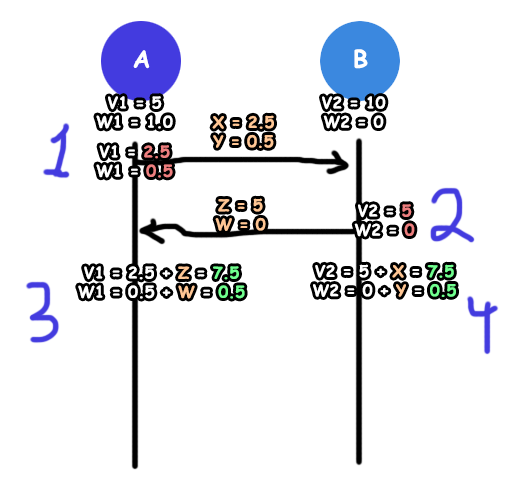 A
B
V1 = 5
W1 = 1.0
V2 = 10
W2 = 0
1
V1 = 2.5
W1 = 0.5
X = 2.5
Y = 0.5
Z = 5
W = 0
V2 = 5
W2 = 0
2
V1 = 2.5 + Z = 7.5
W1 = 0.5 + W = 0.5
V2 = 5 + X = 7.5
W2 = 0 + Y = 0.5
3
4